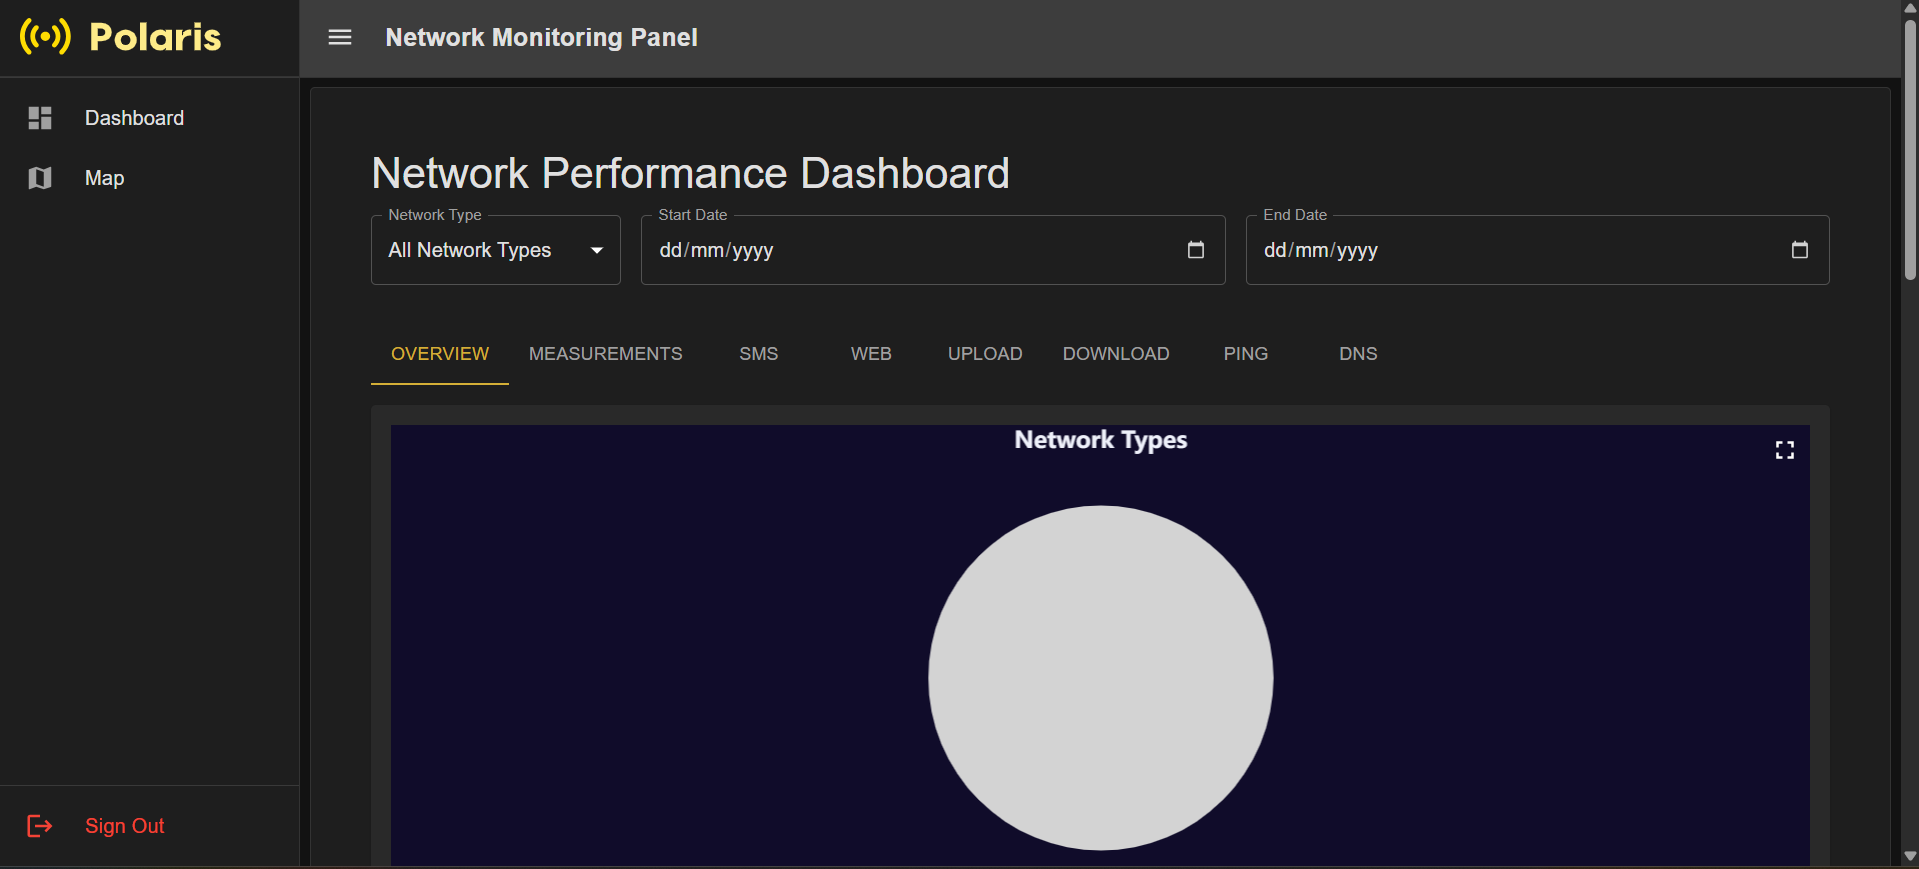 Polaris
Network Monitoring Panel
Dashboard
Map
Network Performance Dashboard
Network Type
Start Date
End Date
All Network Types
dd/mm/yyyy
dd/mm/yyyy
OVERVIEW
MEASUREMENTS
SMS
WEB
UPLOAD
DOWNLOAD
PING
DNS
Network Types
Sign Out